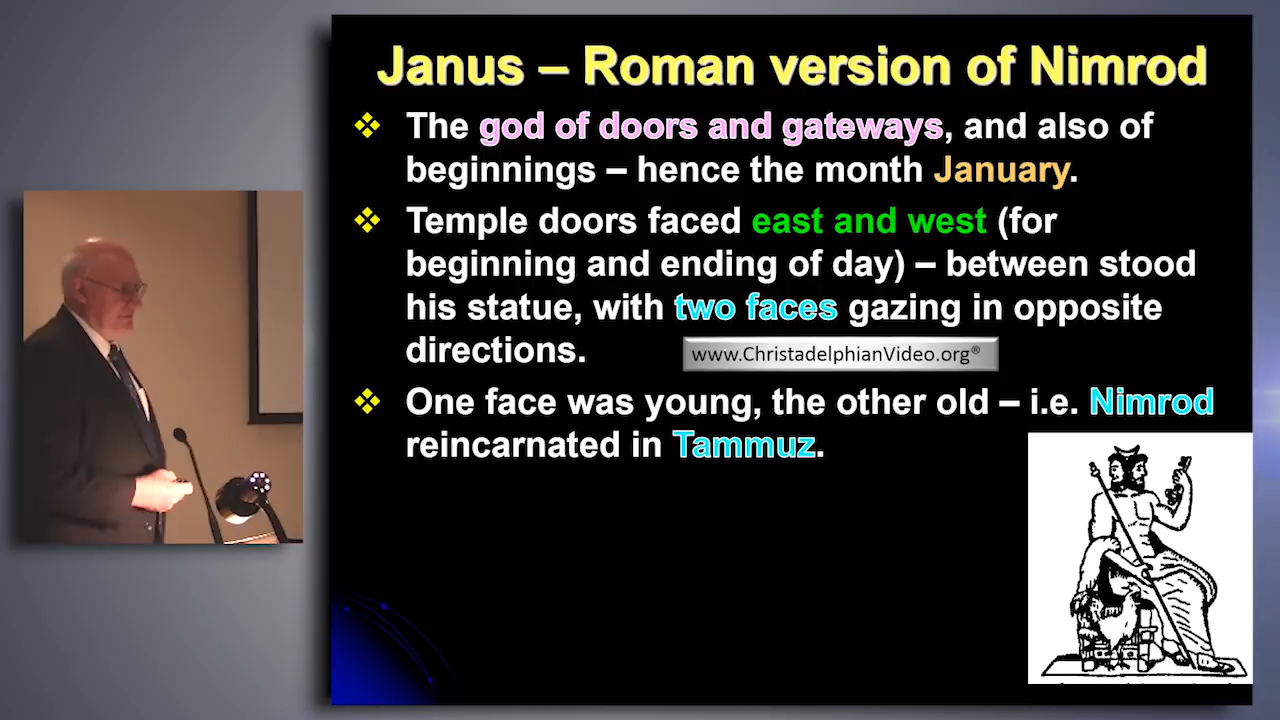 Janus – Roman version of Nimrod
❖ The god of doors and gateways, and also of
beginnings – hence the month January.
❖ Temple doors faced east and west (for
beginning and ending of day) – between stood
his statue, with two faces gazing in opposite
directions.
www.ChristadelphianVideo.org®
❖ One face was young, the other old – i.e. Nimrod
reincarnated in Tammuz.